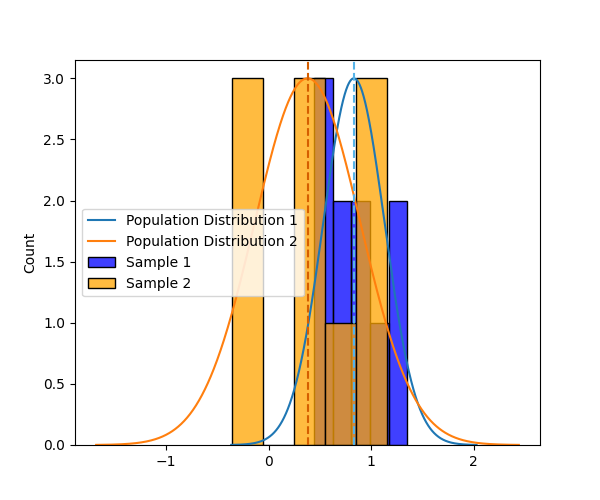 3.0
2.5
2.0
1.5
1.0
0.5
0.0
Count
Population Distribution 1
Population Distribution 2
Sample 1
Sample 2
−1
0
1
2